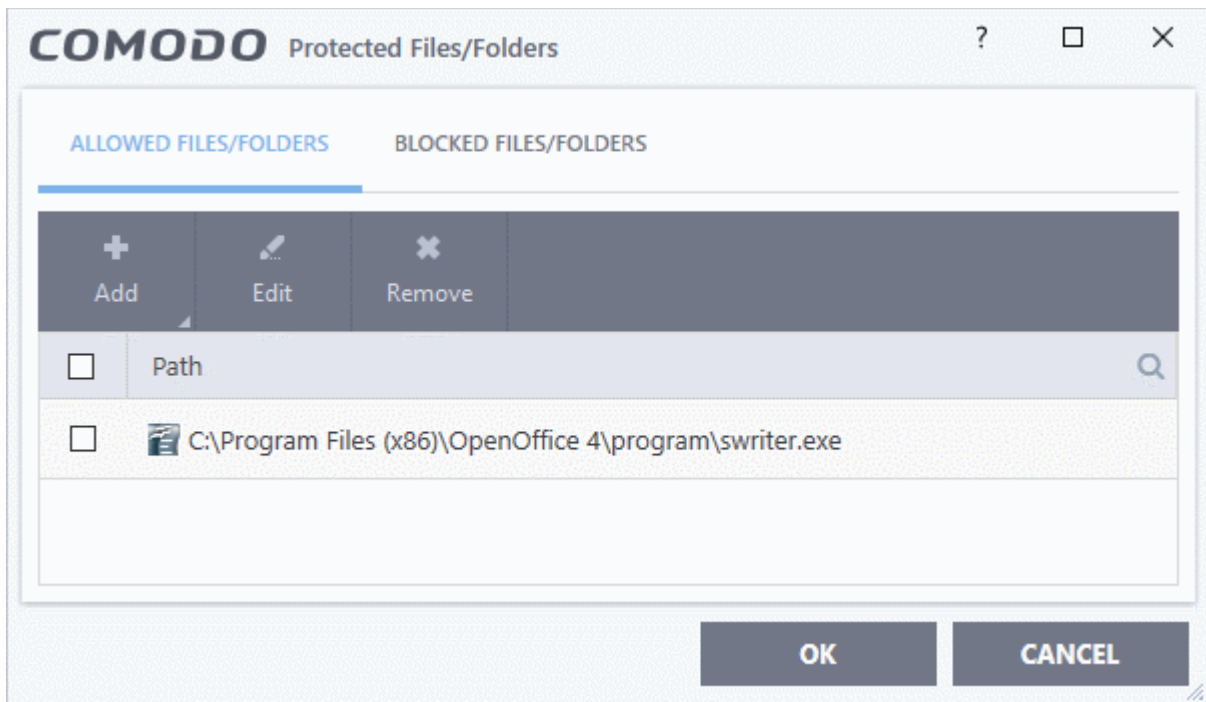 COMODO Protected Files/Folders ?
ALLOWED FILES/FOLDERS BLOCKED FILES/FOLDERS
Add Edit Remove
Path
C:\Program Files (x86)\OpenOffice 4\program\swriter.exe
OK CANCEL